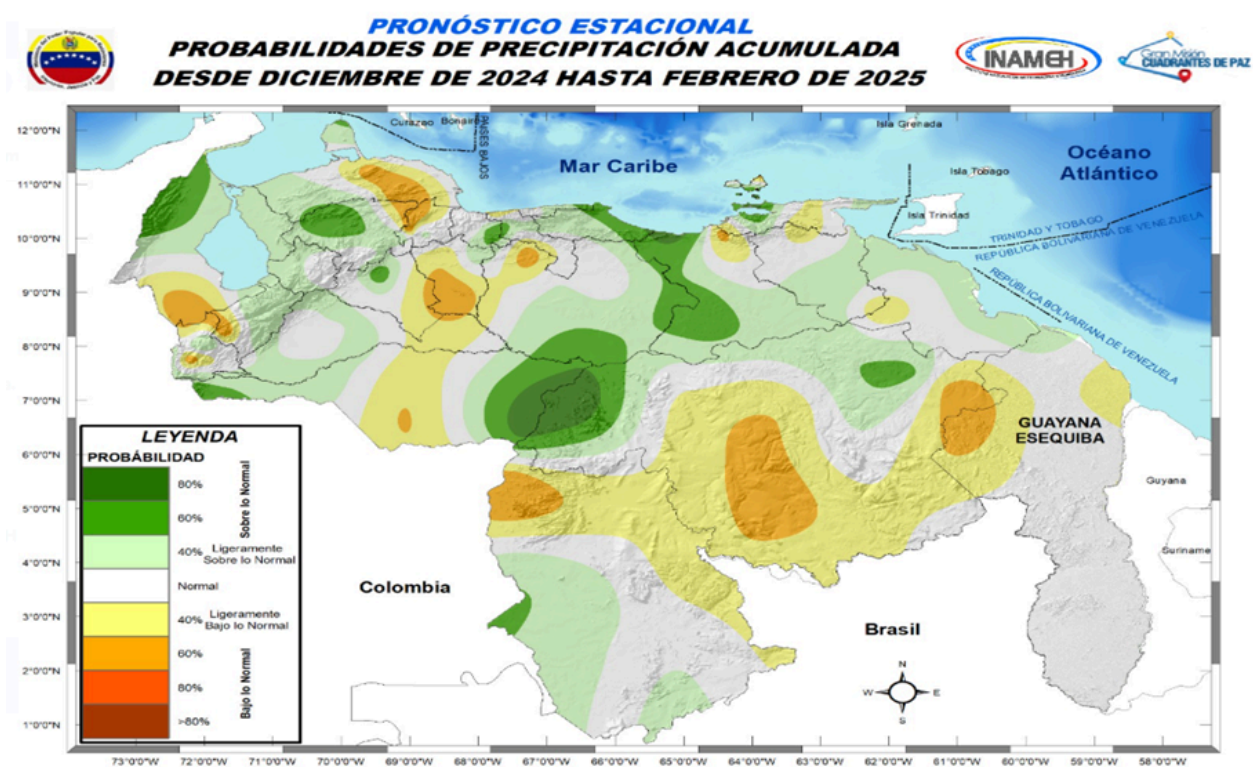 PRONÓSTICO ESTACIONAL
PROBABILIDADES DE PRECIPITACIÓN ACUMULADA
DESDE DICIEMBRE DE 2024 HASTA FEBRERO DE 2025
INAMEH
Gran Misión
CUADRANTES DE PAZ
12°0'0"N
11°0'0"N
10°0'0"N
9°0'0"N
8°0'0"N
7°0'0"N
6°0'0"N
5°0'0"N
4°0'0"N
3°0'0"N
2°0'0"N
1°0'0"N
Curazao
Bonaire
PAISES BAJOS
Isla Grenada
Mar Caribe
Océano
Atlántico
Isla Tobago
Isla Trinidad
TRINIDAD Y TOBAGO
REPÚBLICA BOLIVARIANA DE VENEZUELA
REPÚBLICA BOLIVARIANA DE VENEZUELA
GUAYANA
ESEQUIBA
Guyana
Suriname
Colombia
Brasil
N
W
E
S
LEYENDA
PROBÁBILIDAD
80%
60%
Sobre lo Normal
40% Ligeramente
Sobre lo Normal
Normal
40% Ligeramente
Bajo lo Normal
60%
80%
>80%
Bajo lo Normal
73°0'0"W
72°0'0"W
71°0'0"W
70°0'0"W
69°0'0"W
68°0'0"W
67°0'0"W
66°0'0"W
65°0'0"W
64°0'0"W
63°0'0"W
62°0'0"W
61°0'0"W
60°0'0"W
59°0'0"W
58°0'0"W